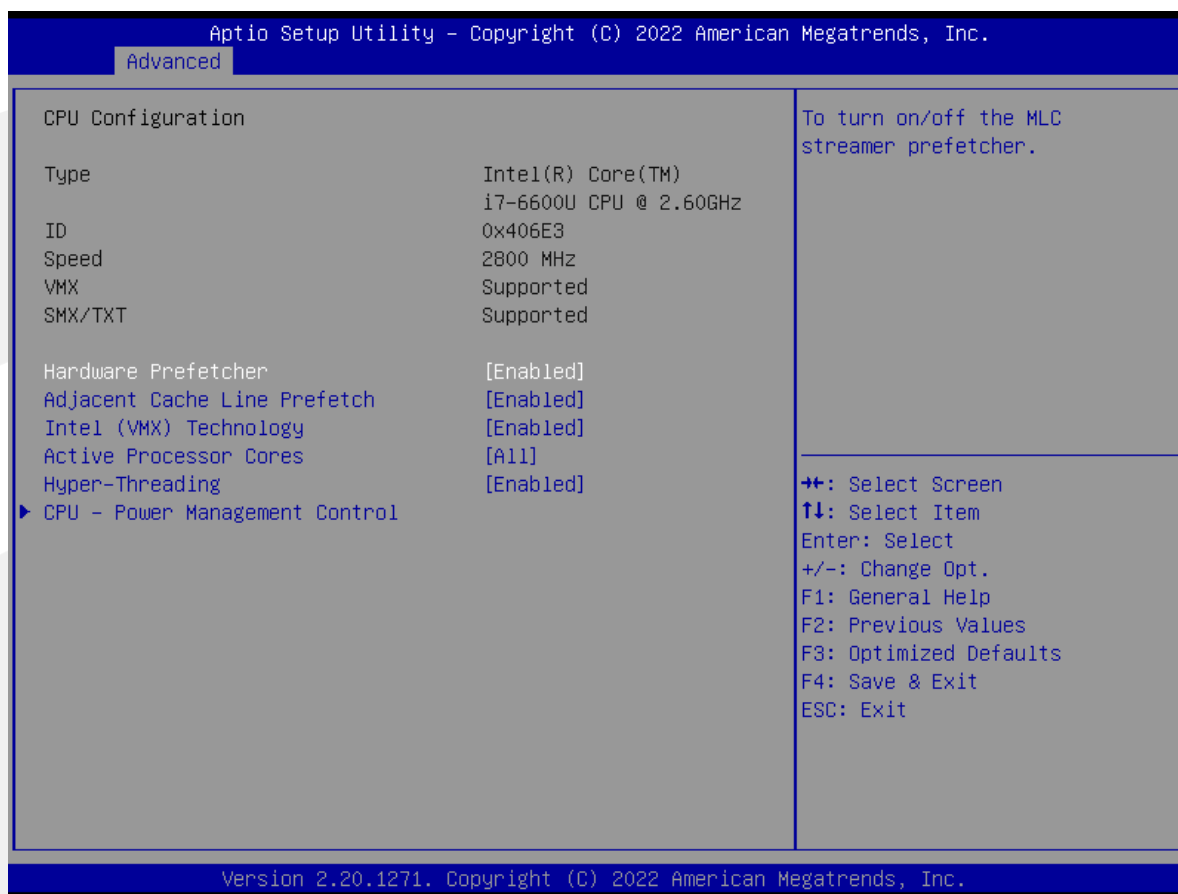 Aptio Setup Utility – Copyright (C) 2022 American Megatrends, Inc.
Advanced
CPU Configuration
Type Intel(R) Core(TM)
i7-6600U CPU @ 2.60GHz
ID 0x406E3
Speed 2800 MHz
VMX Supported
SMX/TXT Supported
Hardware Prefetcher [Enabled]
Adjacent Cache Line Prefetch [Enabled]
Intel (VMX) Technology [Enabled]
Active Processor Cores [All]
Hyper-Threading [Enabled]
▶ CPU – Power Management Control
To turn on/off the MLC
streamer prefetcher.
→←: Select Screen
↑↓: Select Item
Enter: Select
+/-: Change Opt.
F1: General Help
F2: Previous Values
F3: Optimized Defaults
F4: Save & Exit
ESC: Exit
Version 2.20.1271. Copyright (C) 2022 American Megatrends, Inc.